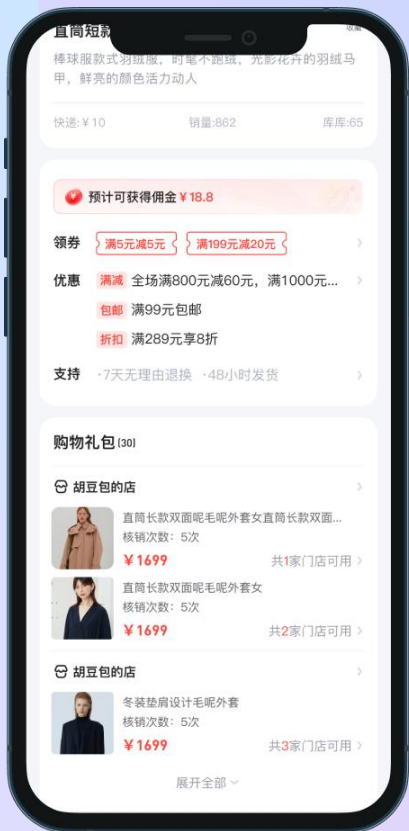 直筒短款
收藏
棒球服款式羽绒服，时髦不跑绒，光影花卉的羽绒马
甲，鲜亮的颜色活力动人
快递:¥10 销量:862 库库:65
预计可获得佣金¥18.8
领券 满5元减5元 满199元减20元
优惠 满减 全场满800元减60元，满1000元...
包邮 满99元包邮
折扣 满289元享8折
支持 ·7天无理由退换 ·48小时发货
购物礼包(30)
胡豆包的店
直筒长款双面呢毛呢外套女直筒长款双面...
核销次数：5次
¥1699 共1家门店可用
直筒长款双面呢毛呢外套女
核销次数：5次
¥1699 共2家门店可用
胡豆包的店
冬装垫肩设计毛呢外套
核销次数：5次
¥1699 共3家门店可用
展开全部